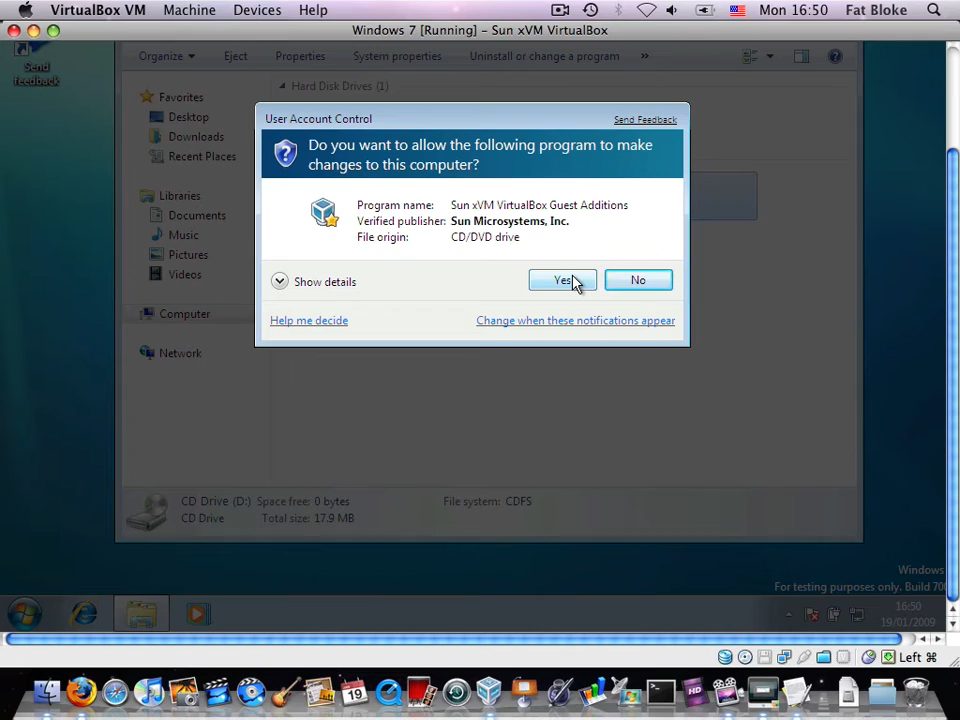 VirtualBox VM Machine Devices Help Mon 16:50 Fat Bloke
Windows 7 [Running] – Sun xVM VirtualBox
Organize Eject Properties System properties Uninstall or change a program »
Send
feedback
Favorites
Desktop
Downloads
Recent Places
Libraries
Documents
Music
Pictures
Videos
Computer
Network
Hard Disk Drives (1)
User Account Control Send Feedback
Do you want to allow the following program to make
changes to this computer?
Program name: Sun xVM VirtualBox Guest Additions
Verified publisher: Sun Microsystems, Inc.
File origin: CD/DVD drive
Show details Yes No
Help me decide Change when these notifications appear
CD Drive (D:) Space free: 0 bytes File system: CDFS
CD Drive Total size: 17.9 MB
Windows
For testing purposes only. Build 700
16:50
19/01/2009
Left ⌘
19
HD